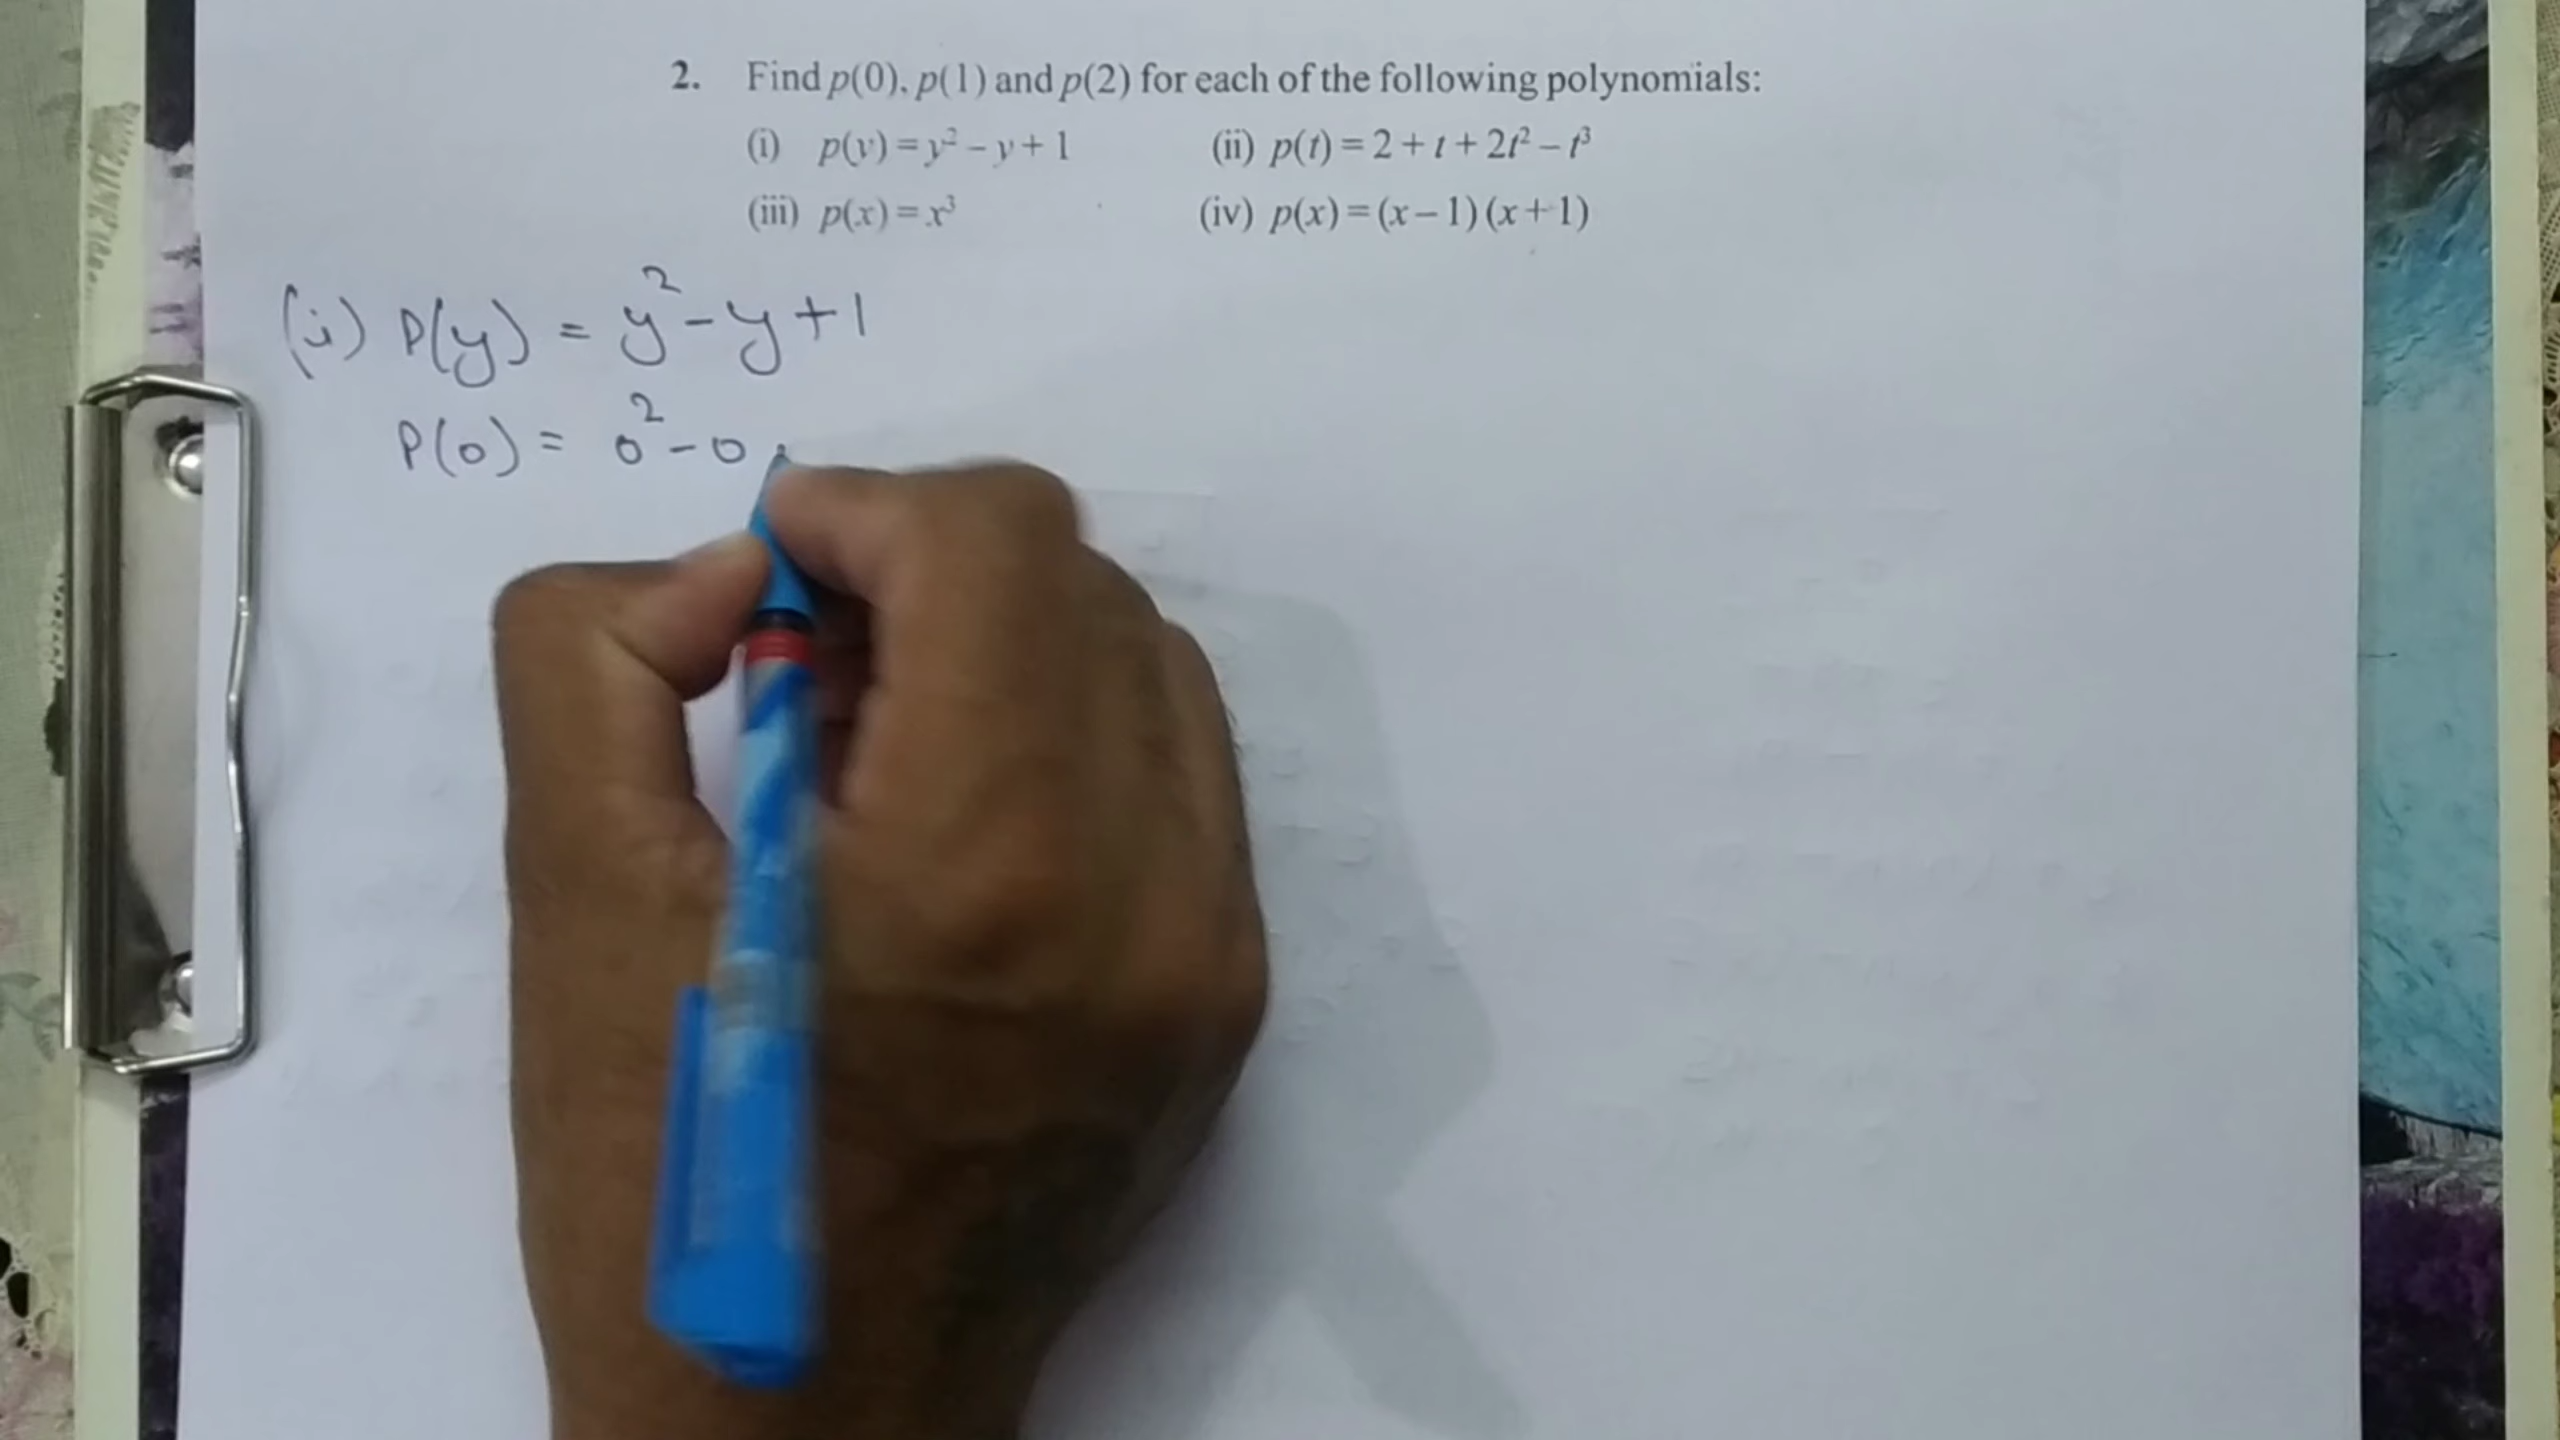 2. Find p(0), p(1) and p(2) for each of the following polynomials:
(i) p(y) = y² – y + 1 (ii) p(t) = 2 + t + 2t² – t³
(iii) p(x) = x³ (iv) p(x) = (x – 1) (x + 1)
(i) P(y) = y² - y + 1
P(0) = 0² - 0